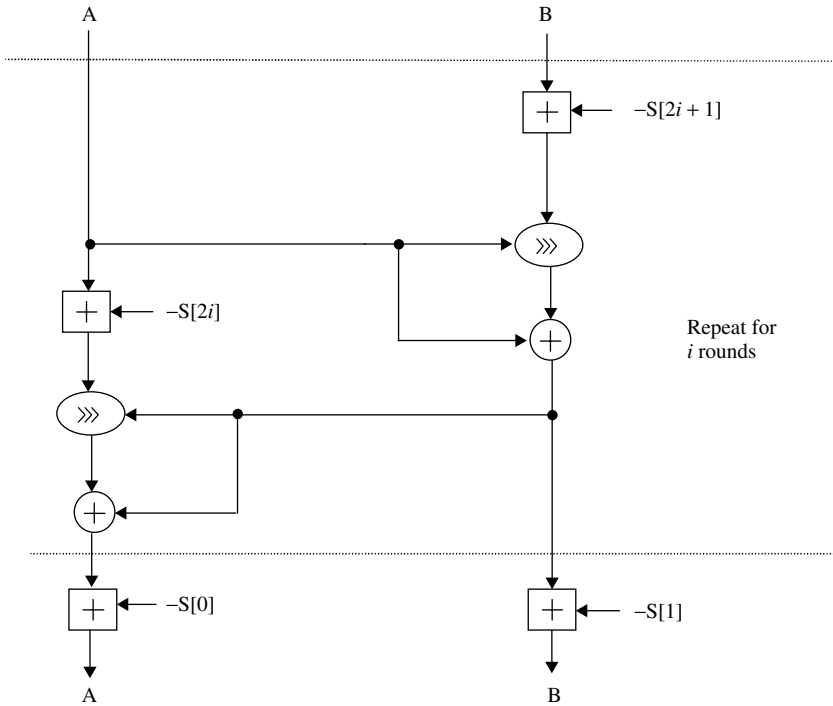 A
B
+
–S[2i + 1]
⋙
+
–S[2i]
+
Repeat for
i rounds
⋙
+
+
–S[0]
+
–S[1]
A
B